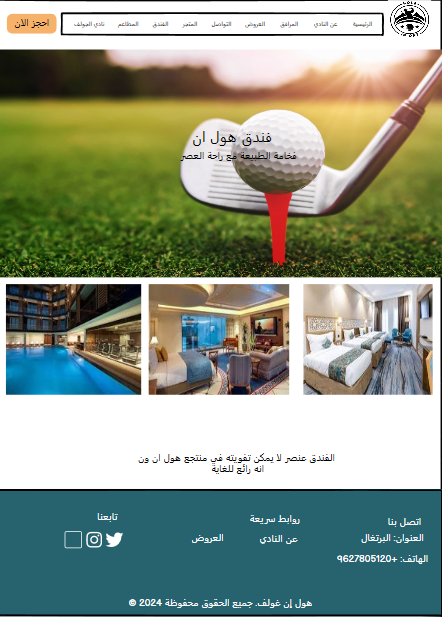 الرئيسية
عن النادي
المرافق
العروض
التواصل
المتجر
الفندق
المطاعم
نادي الجولف
احجز الآن
فندق هول ان
فخامة الطبيعة مع راحة العصر
الفندق عنصر لا يمكن تفويته في منتجع هول ان ون
انه رائع للغاية
اتصل بنا
العنوان: البرتغال
الهاتف: +9627805120
روابط سريعة
عن النادي
العروض
تابعنا
هول إن غولف. جميع الحقوق محفوظة 2024 ©